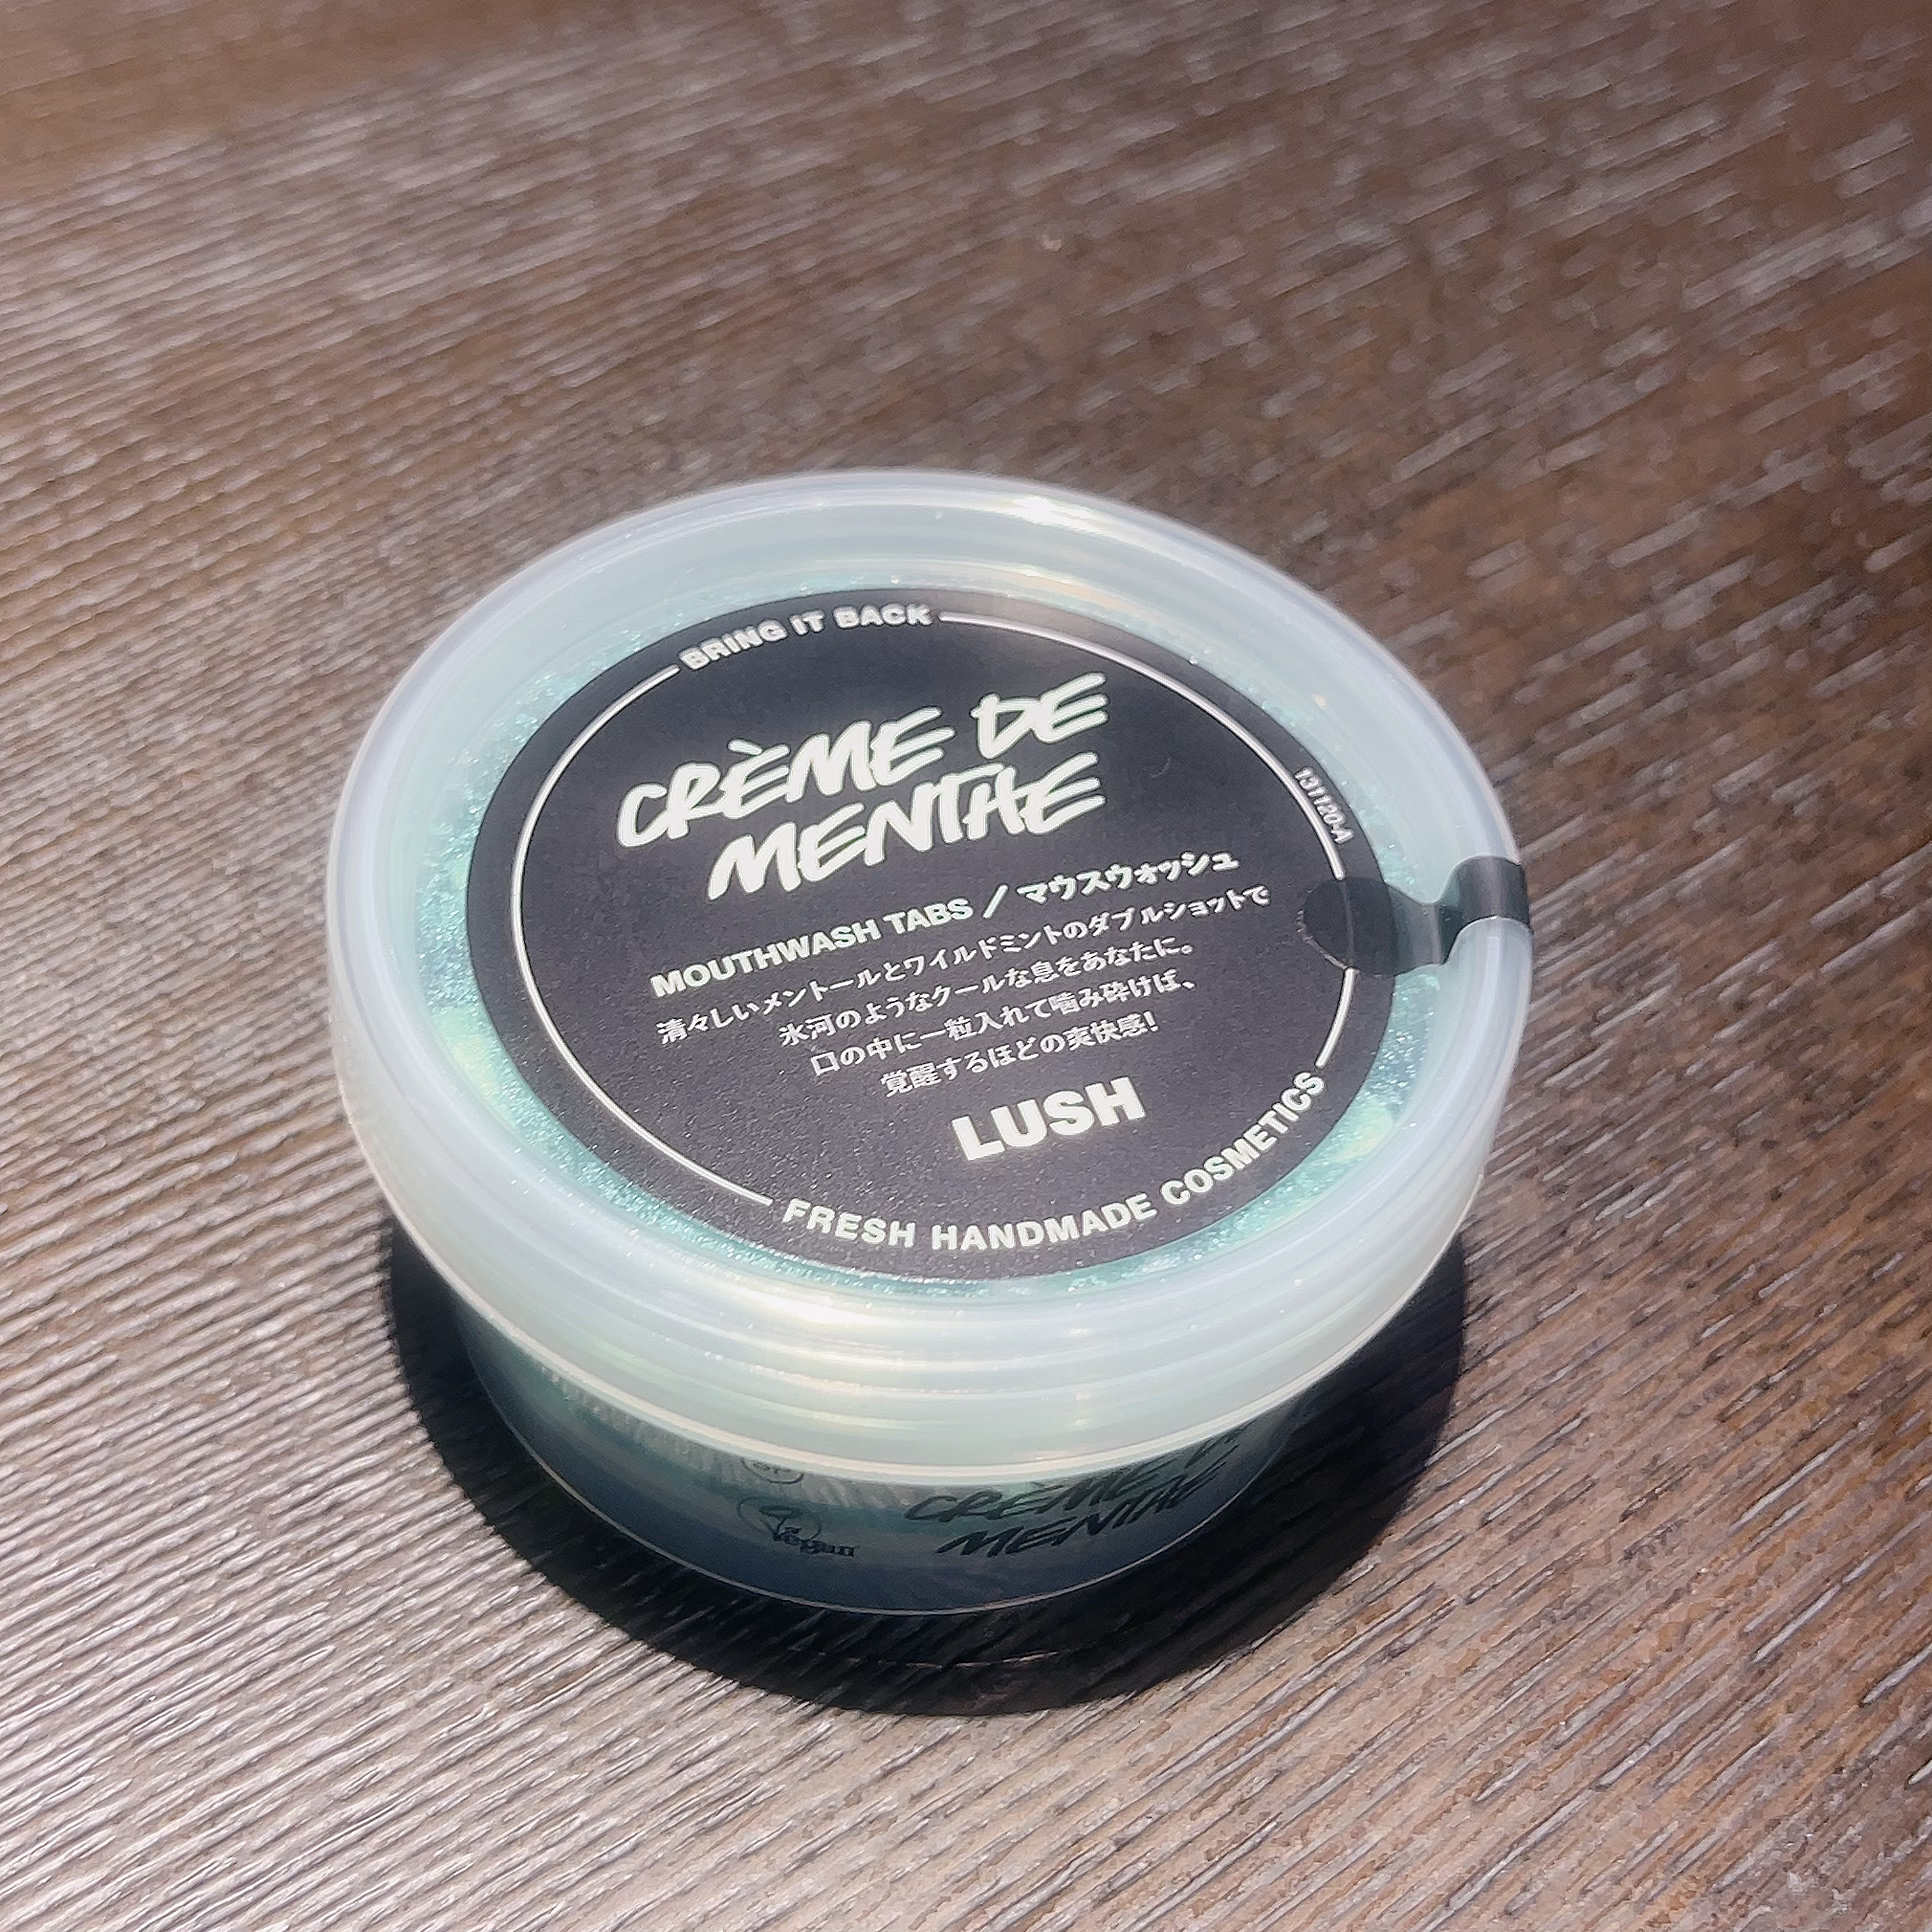 BRING IT BACK
CRÈME DE
MENTHE
MOUTHWASH TABS / マウスウォッシュ
清々しいメントールとワイルドミントのダブルショットで
氷河のようなクールな息をあなたに。
口の中に一粒入れて噛み砕けば、
覚醒するほどの爽快感!
LUSH
FRESH HANDMADE COSMETICS
131120-A
Vegan
CRÈME
MENTHE